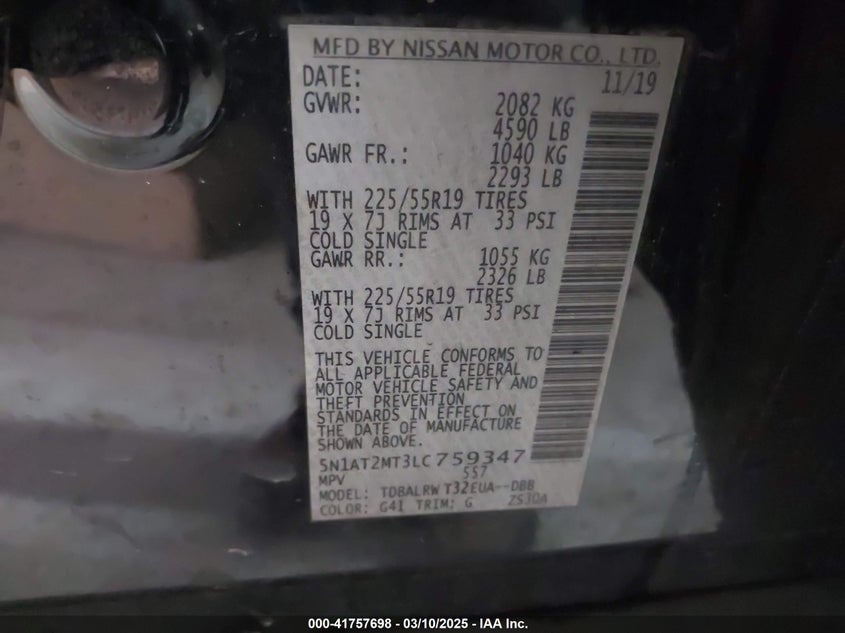 MFD BY NISSAN MOTOR CO., LTD.
DATE: 11/19
GVWR: 2082 KG
4590 LB
GAWR FR.: 1040 KG
2293 LB
WITH 225/55R19 TIRES
19 X 7J RIMS AT 33 PSI
COLD SINGLE
GAWR RR.: 1055 KG
2326 LB
WITH 225/55R19 TIRES
19 X 7J RIMS AT 33 PSI
COLD SINGLE
THIS VEHICLE CONFORMS TO
ALL APPLICABLE FEDERAL
MOTOR VEHICLE SAFETY AND
THEFT PREVENTION
STANDARDS IN EFFECT ON
THE DATE OF MANUFACTURE
SHOWN ABOVE.
5N1AT2MT3LC759347
MPV 557
MODEL: TDBALRW T32EUA--DBB
COLOR: G41 TRIM: G ZS30A
000-41757698 - 03/10/2025 - IAA Inc.